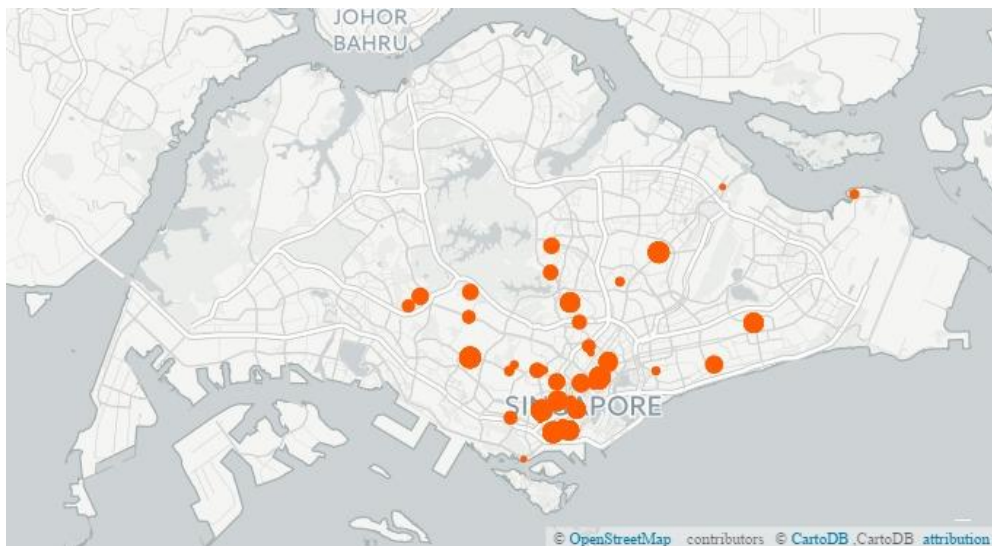 JOHOR
BAHRU
SINGAPORE
© OpenStreetMap contributors © CartoDB ,CartoDB attribution